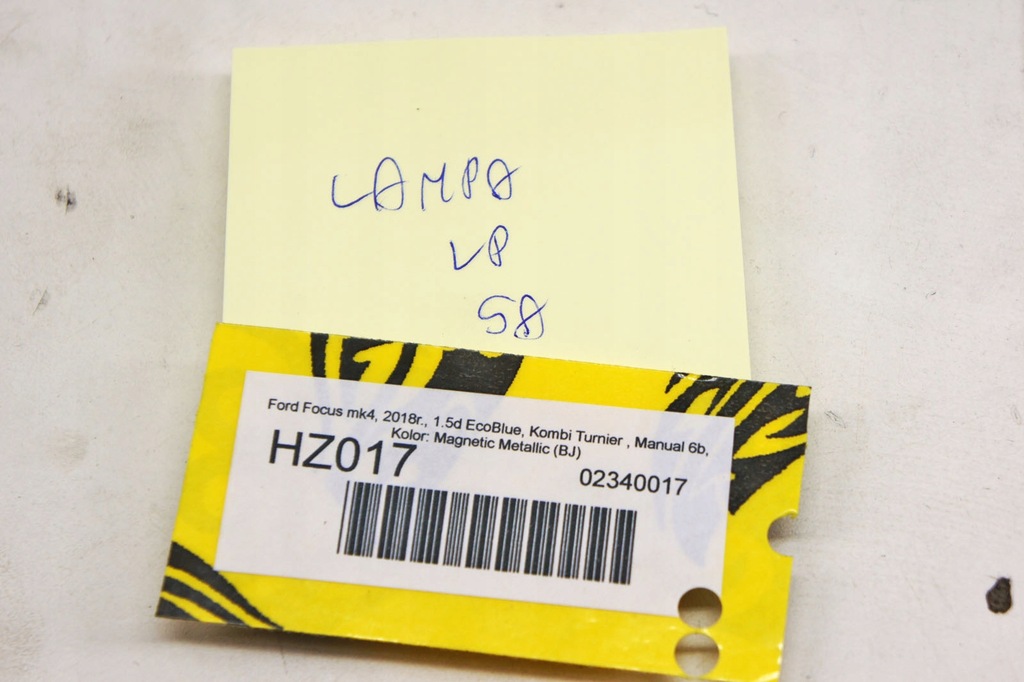 LAMPA
LP
5A
Ford Focus mk4, 2018r., 1.5d EcoBlue, Kombi Turnier , Manual 6b,
Kolor: Magnetic Metallic (BJ)
HZ017
02340017